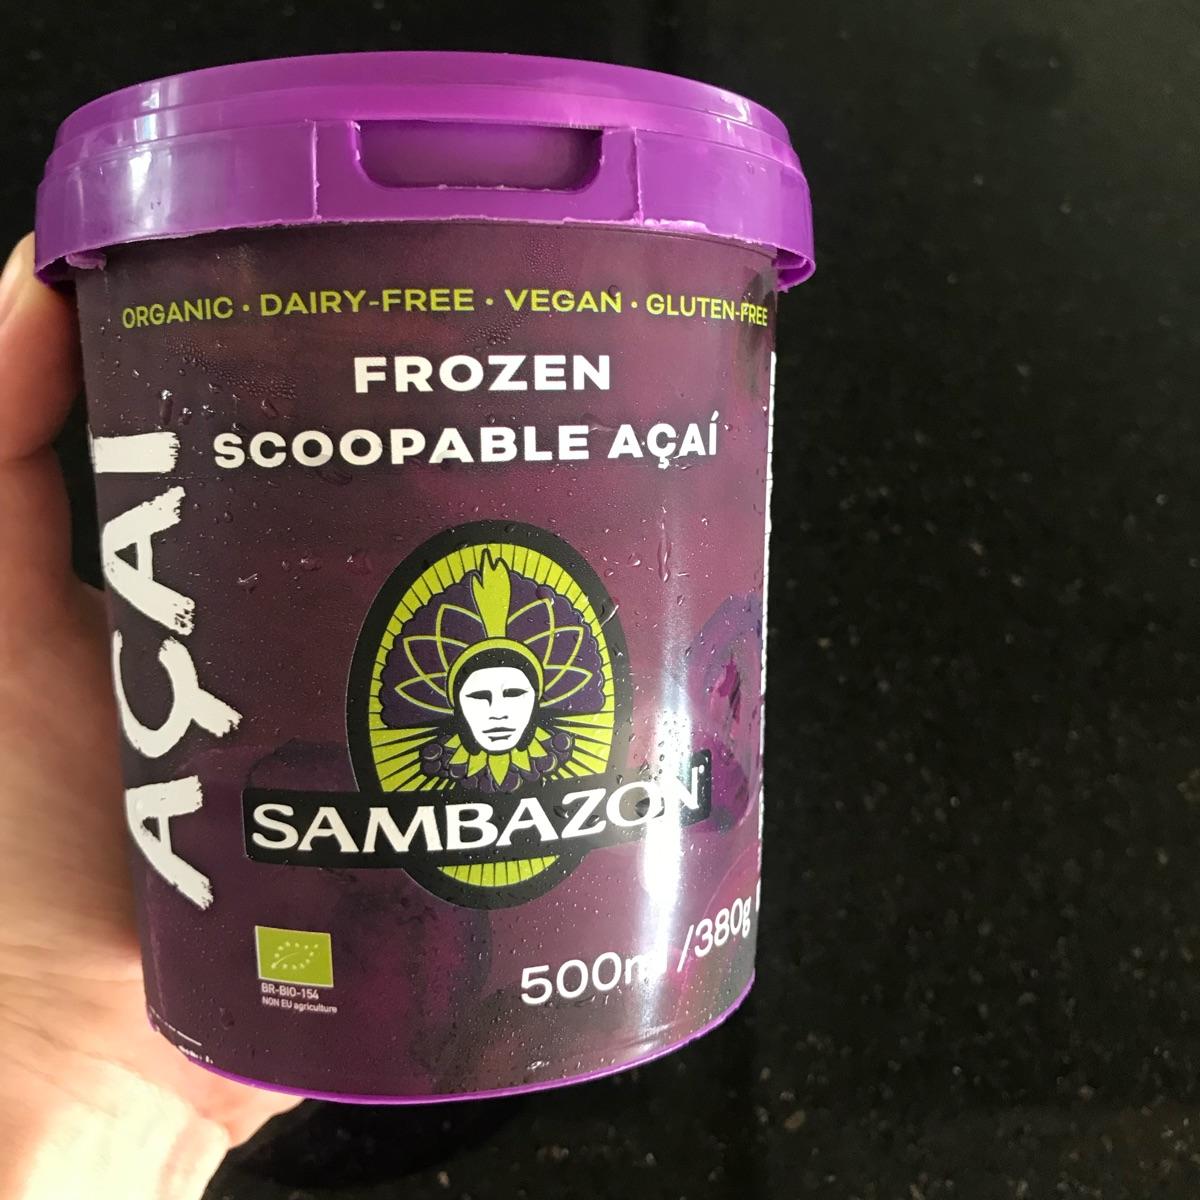 ORGANIC · DAIRY-FREE · VEGAN · GLUTEN-FREE
FROZEN
SCOOPABLE AÇAÍ
AÇAÍ
SAMBAZON
500ml /380g
BR-BIO-154
NON EU agriculture